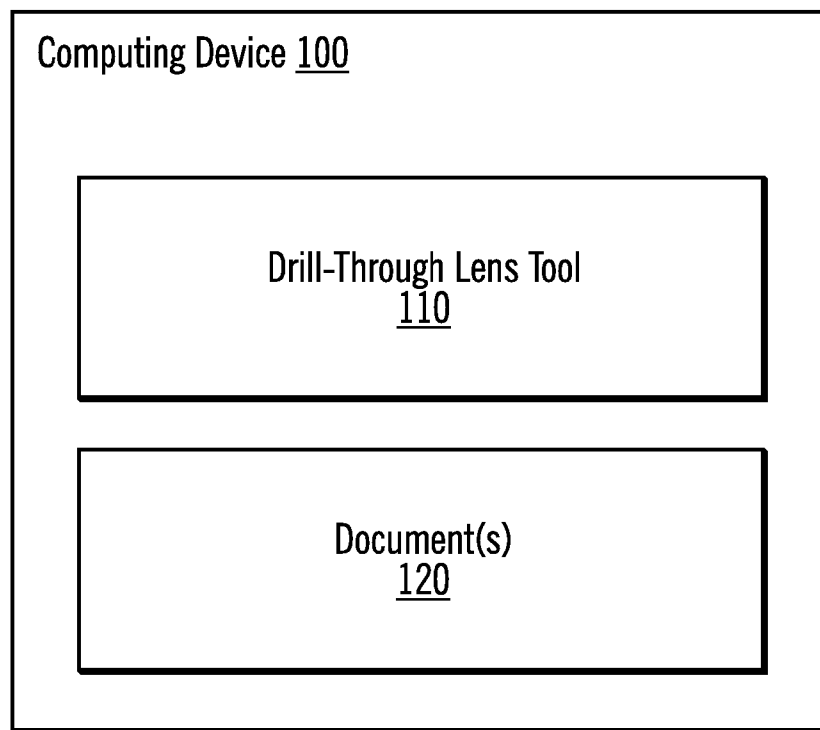 Computing Device 100
Drill-Through Lens Tool
110
Document(s)
120